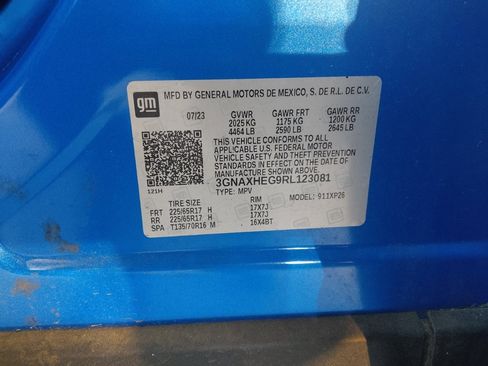 gm
MFD BY GENERAL MOTORS DE MEXICO, S. DE R.L. DE C.V.
07/23 GVWR GAWR FRT GAWR RR
2025 KG 1175 KG 1200 KG
4464 LB 2590 LB 2645 LB
THIS VEHICLE CONFORMS TO ALL
APPLICABLE U.S. FEDERAL MOTOR
VEHICLE SAFETY STANDARDS IN EFFECT
ON THE DATE OF MANUFACTURE SHOWN ABOVE.
3GNAXHEG9RL123081
121H TYPE: MPV
TIRE SIZE RIM MODEL: 911XP26
FRT 225/65R17 H 17X7J
RR 225/65R17 H 17X7J
SPA T135/70R16 M 16X4BT